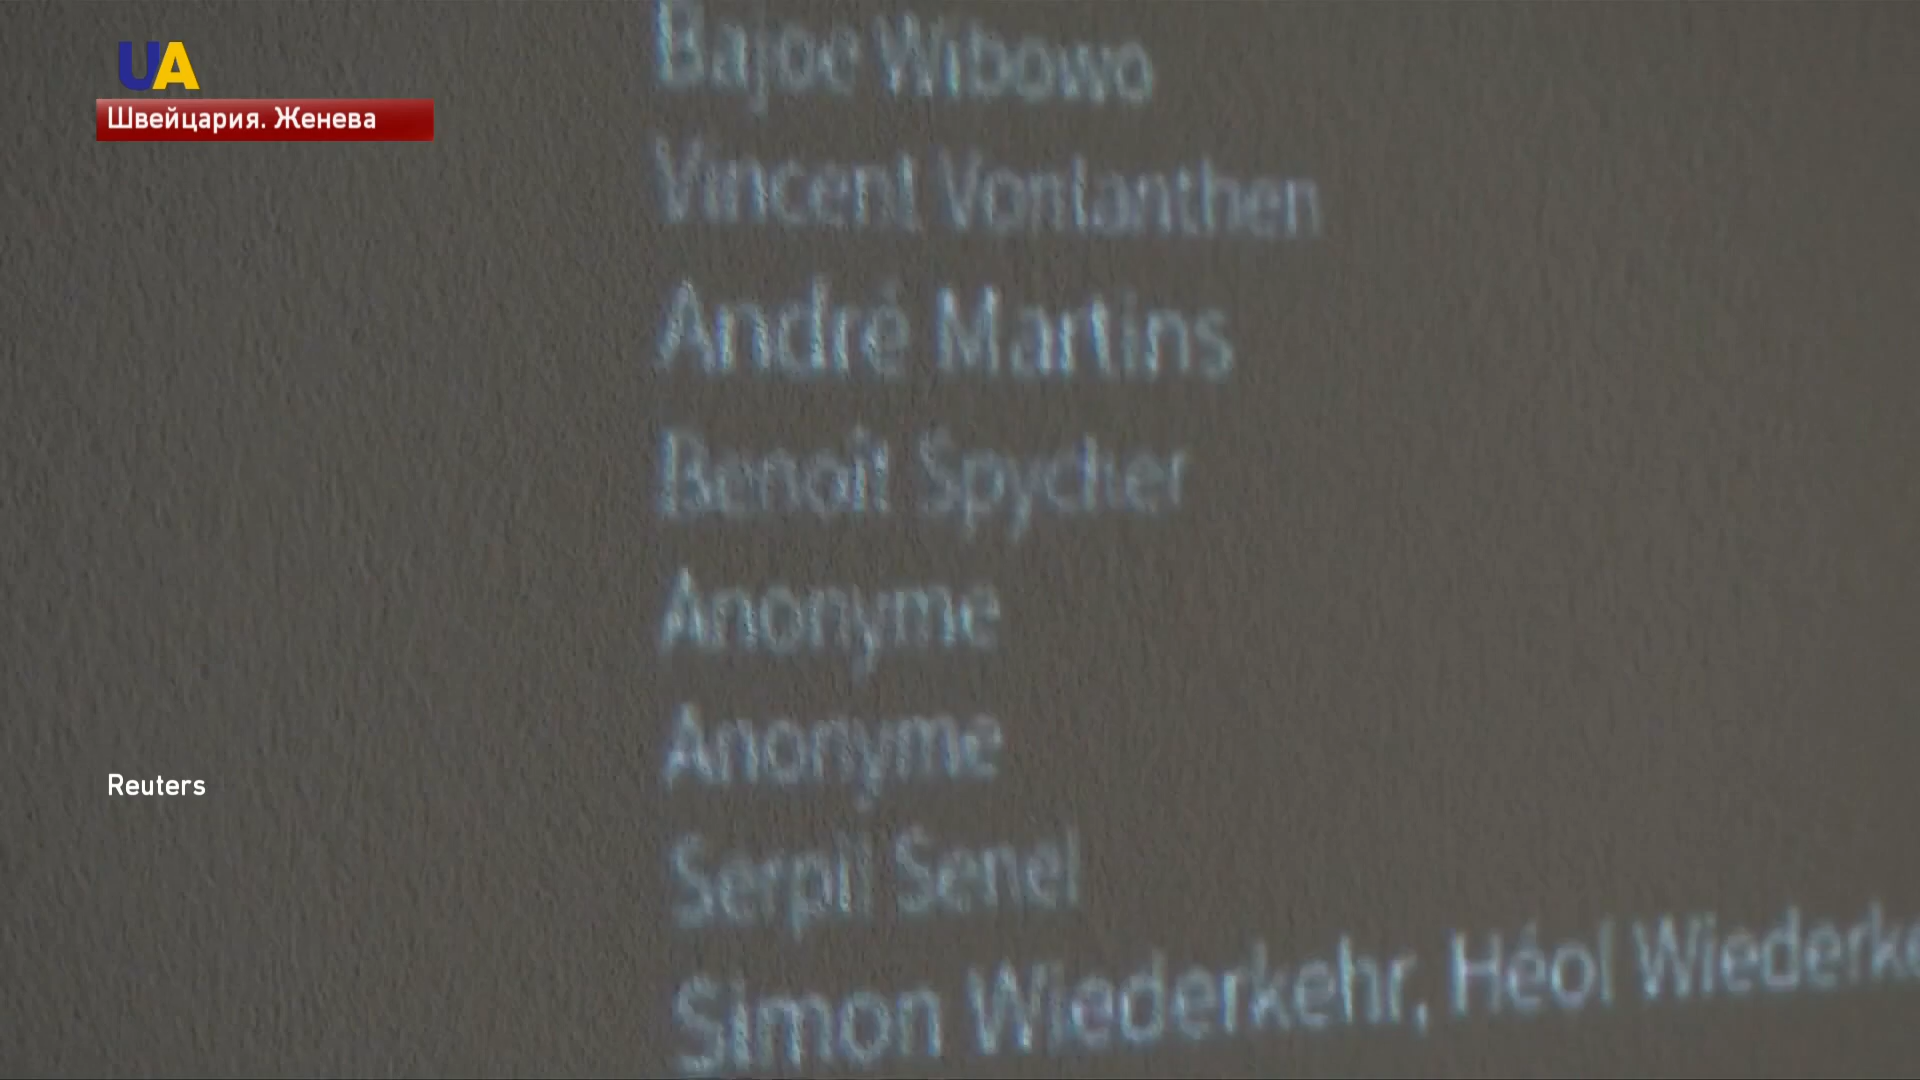 UA
Швейцария. Женева
Bajoe Wibowo
Vincent Vonlanthen
André Martins
Benoit Spycher
Anonyme
Anonyme
Reuters
Serpil Senel
Simon Wiederkehr, Héol Wiederke